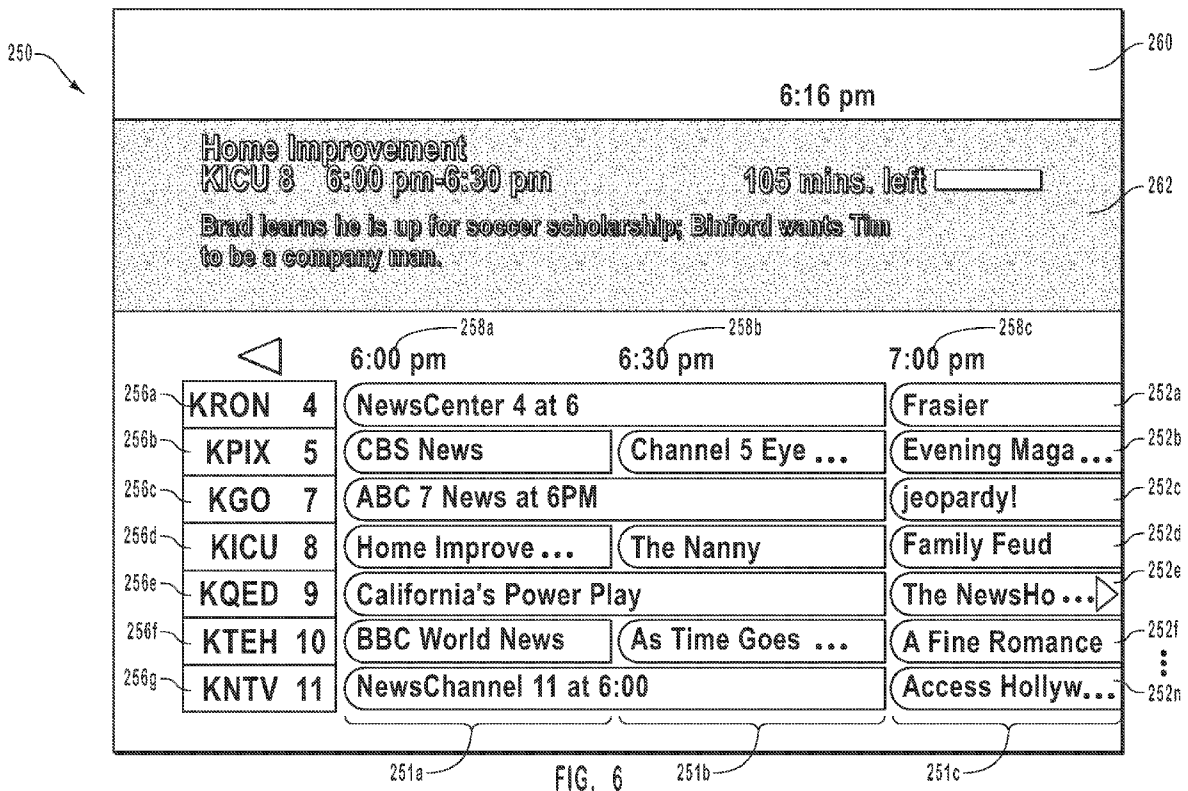 250
260
6:16 pm
Home Improvement
KICU 8 6:00 pm-6:30 pm 105 mins. left
262
Brad learns he is up for soccer scholarship; Binford wants Tim
to be a company man.
258a 258b 258c
6:00 pm 6:30 pm 7:00 pm
256a KRON 4 NewsCenter 4 at 6 Frasier 252a
256b KPIX 5 CBS News Channel 5 Eye ... Evening Maga ... 252b
256c KGO 7 ABC 7 News at 6PM jeopardy! 252c
256d KICU 8 Home Improve ... The Nanny Family Feud 252d
256e KQED 9 California's Power Play The NewsHo ... 252e
256f KTEH 10 BBC World News As Time Goes ... A Fine Romance 252f
256g KNTV 11 NewsChannel 11 at 6:00 Access Hollyw... 252n
251a 251b 251c
FIG. 6